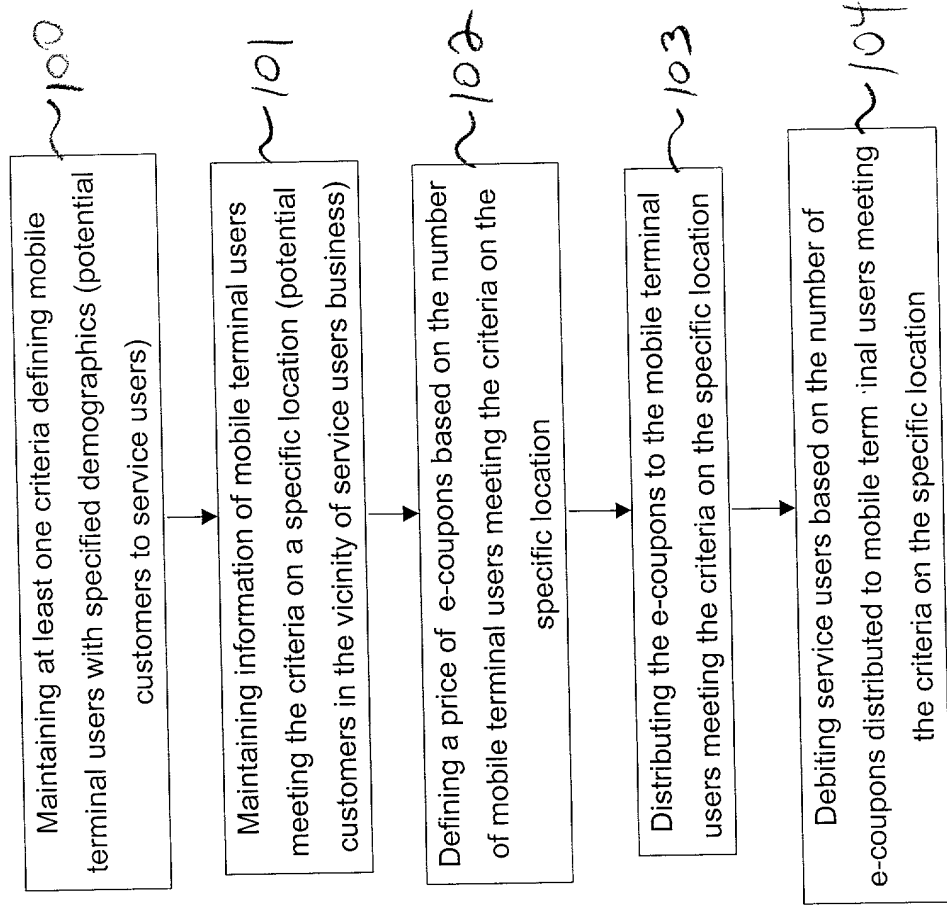 Maintaining at least one criteria defining mobile
terminal users with specified demographics (potential
customers to service users)
~100
Maintaining information of mobile terminal users
meeting the criteria on a specific location (potential
customers in the vicinity of service users business)
~101
Defining a price of e-coupons based on the number
of mobile terminal users meeting the criteria on the
specific location
~102
Distributing the e-coupons to the mobile terminal
users meeting the criteria on the specific location
~103
Debiting service users based on the number of
e-coupons distributed to mobile term inal users meeting
the criteria on the specific location
~104